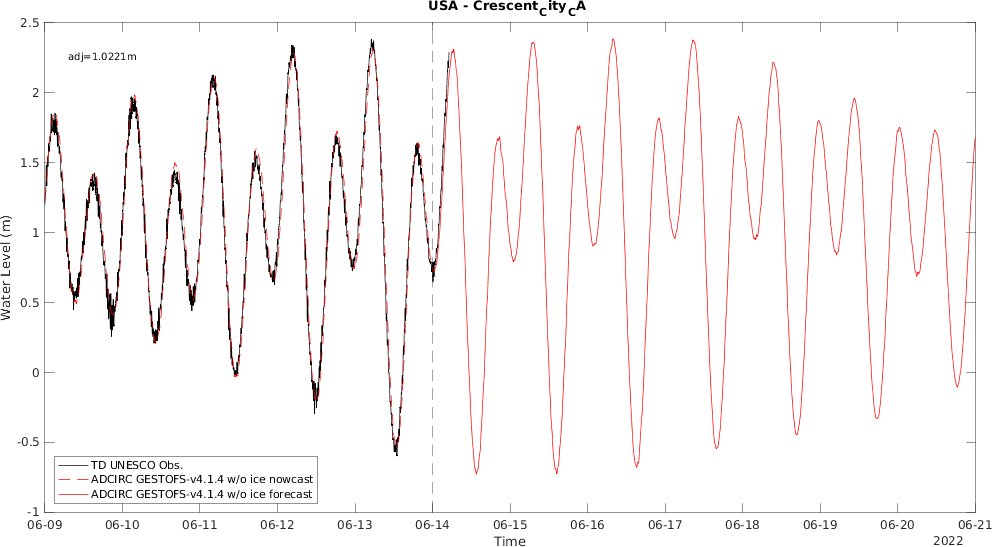 USA - Crescent_City_CA
adj=1.0221m
2.5
2
1.5
1
0.5
0
-0.5
-1
Water Level (m)
TD UNESCO Obs.
ADCIRC GESTOFS-v4.1.4 w/o ice nowcast
ADCIRC GESTOFS-v4.1.4 w/o ice forecast
06-09 06-10 06-11 06-12 06-13 06-14 06-15 06-16 06-17 06-18 06-19 06-20 06-21
Time
2022